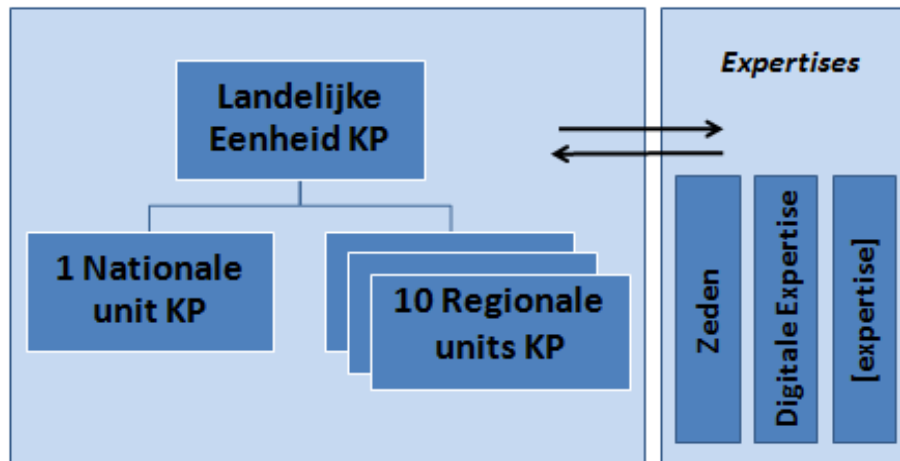 Landelijke
Eenheid KP
1 Nationale
unit KP
10 Regionale
units KP
Expertises
Zeden
Digitale Expertise
[expertise]